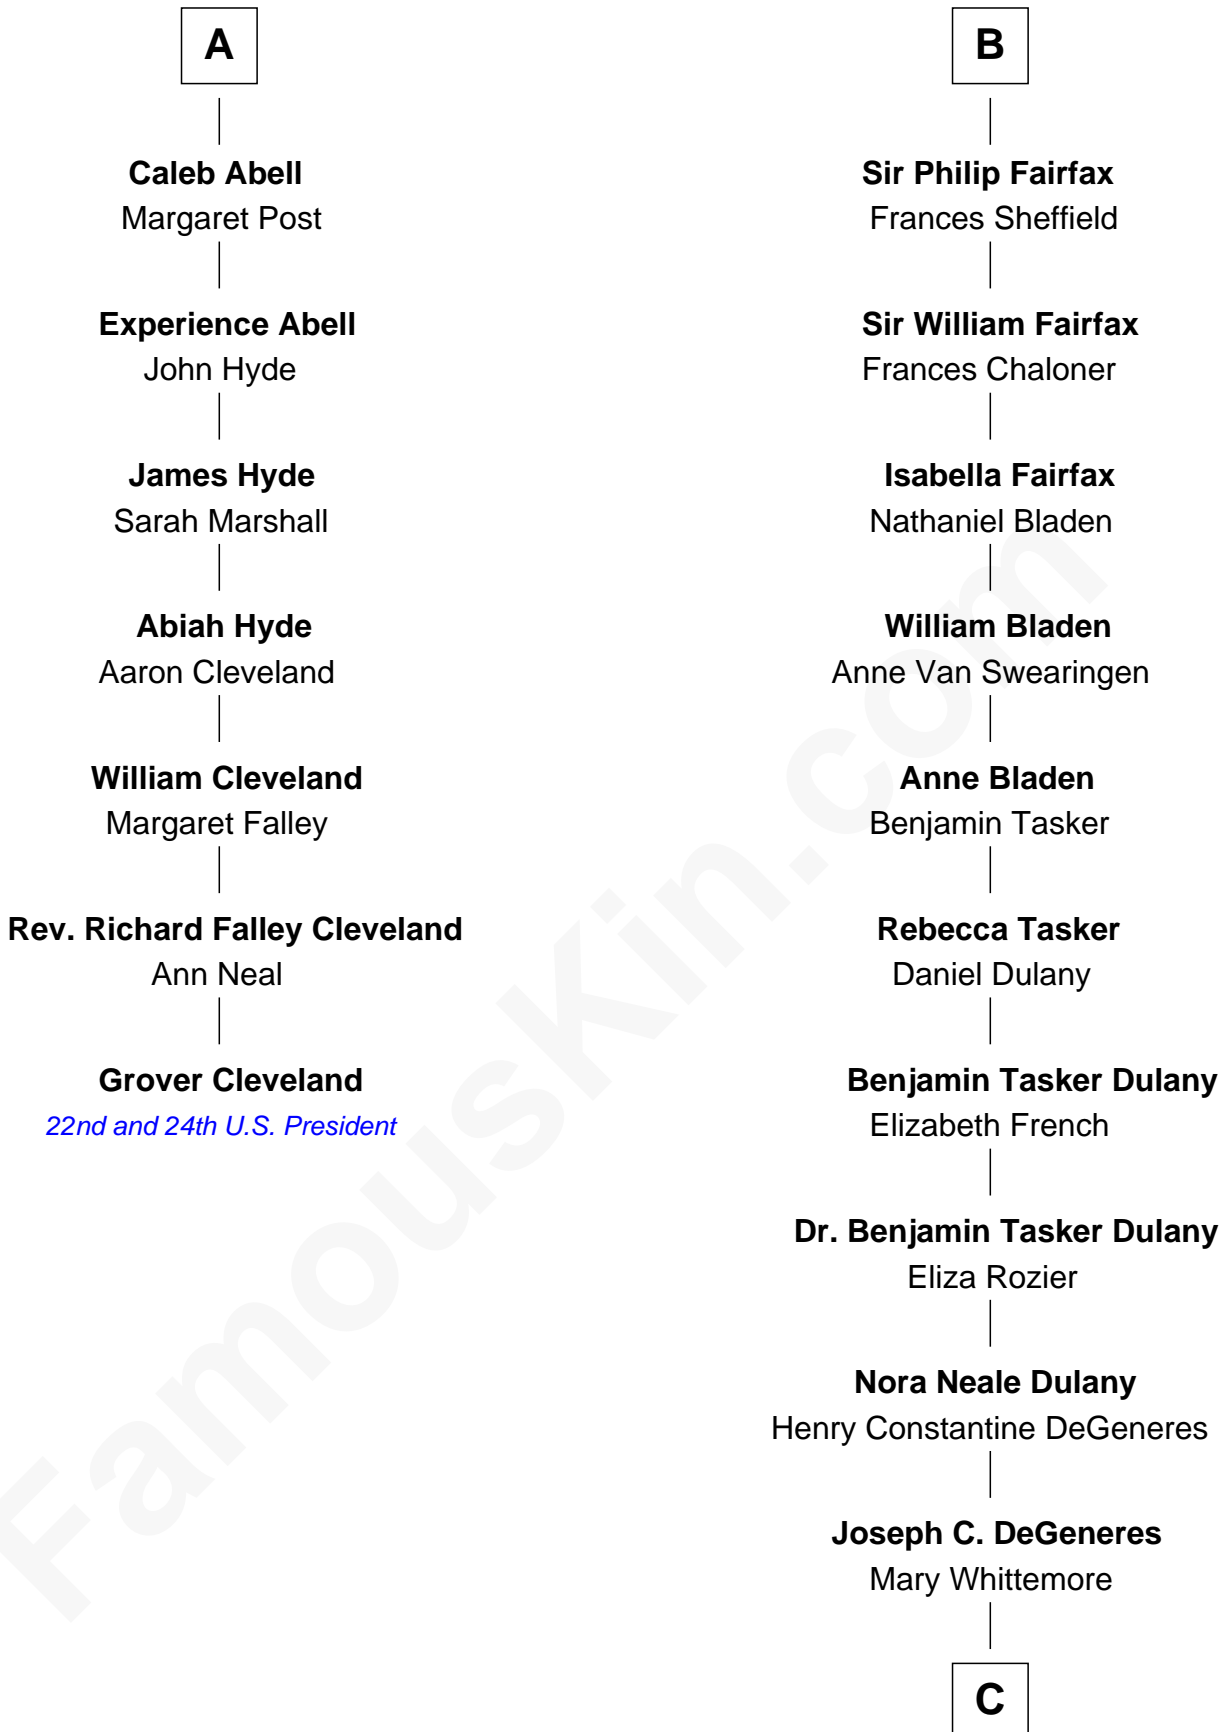 A
Caleb Abell
Margaret Post
Experience Abell
John Hyde
James Hyde
Sarah Marshall
Abiah Hyde
Aaron Cleveland
William Cleveland
Margaret Falley
Rev. Richard Falley Cleveland
Ann Neal
Grover Cleveland
22nd and 24th U.S. President
B
Sir Philip Fairfax
Frances Sheffield
Sir William Fairfax
Frances Chaloner
Isabella Fairfax
Nathaniel Bladen
William Bladen
Anne Van Swearingen
Anne Bladen
Benjamin Tasker
Rebecca Tasker
Daniel Dulany
Benjamin Tasker Dulany
Elizabeth French
Dr. Benjamin Tasker Dulany
Eliza Rozier
Nora Neale Dulany
Henry Constantine DeGeneres
Joseph C. DeGeneres
Mary Whittemore
C
FamousKin.com